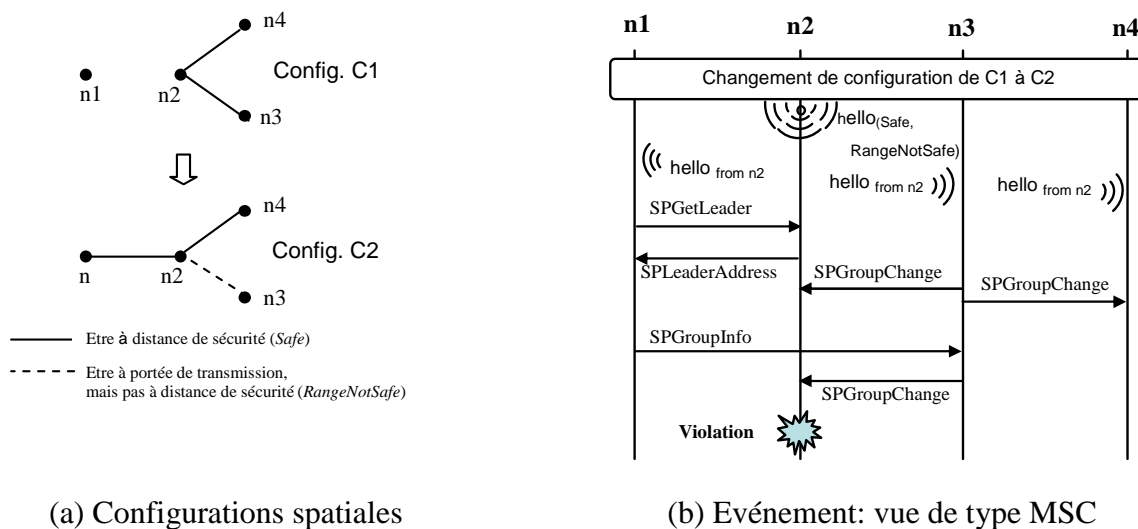 n4
n1
n2
Config. C1
n3
n4
Config. C2
n
n2
n3
Etre à distance de sécurité (Safe)
Etre à portée de transmission,
mais pas à distance de sécurité (RangeNotSafe)
(a) Configurations spatiales
n1 n2 n3 n4
Changement de configuration de C1 à C2
hello(Safe,
RangeNotSafe)
hello from n2
hello from n2
hello from n2
SPGetLeader
SPLeaderAddress
SPGroupChange
SPGroupChange
SPGroupInfo
SPGroupChange
Violation
(b) Evénement: vue de type MSC